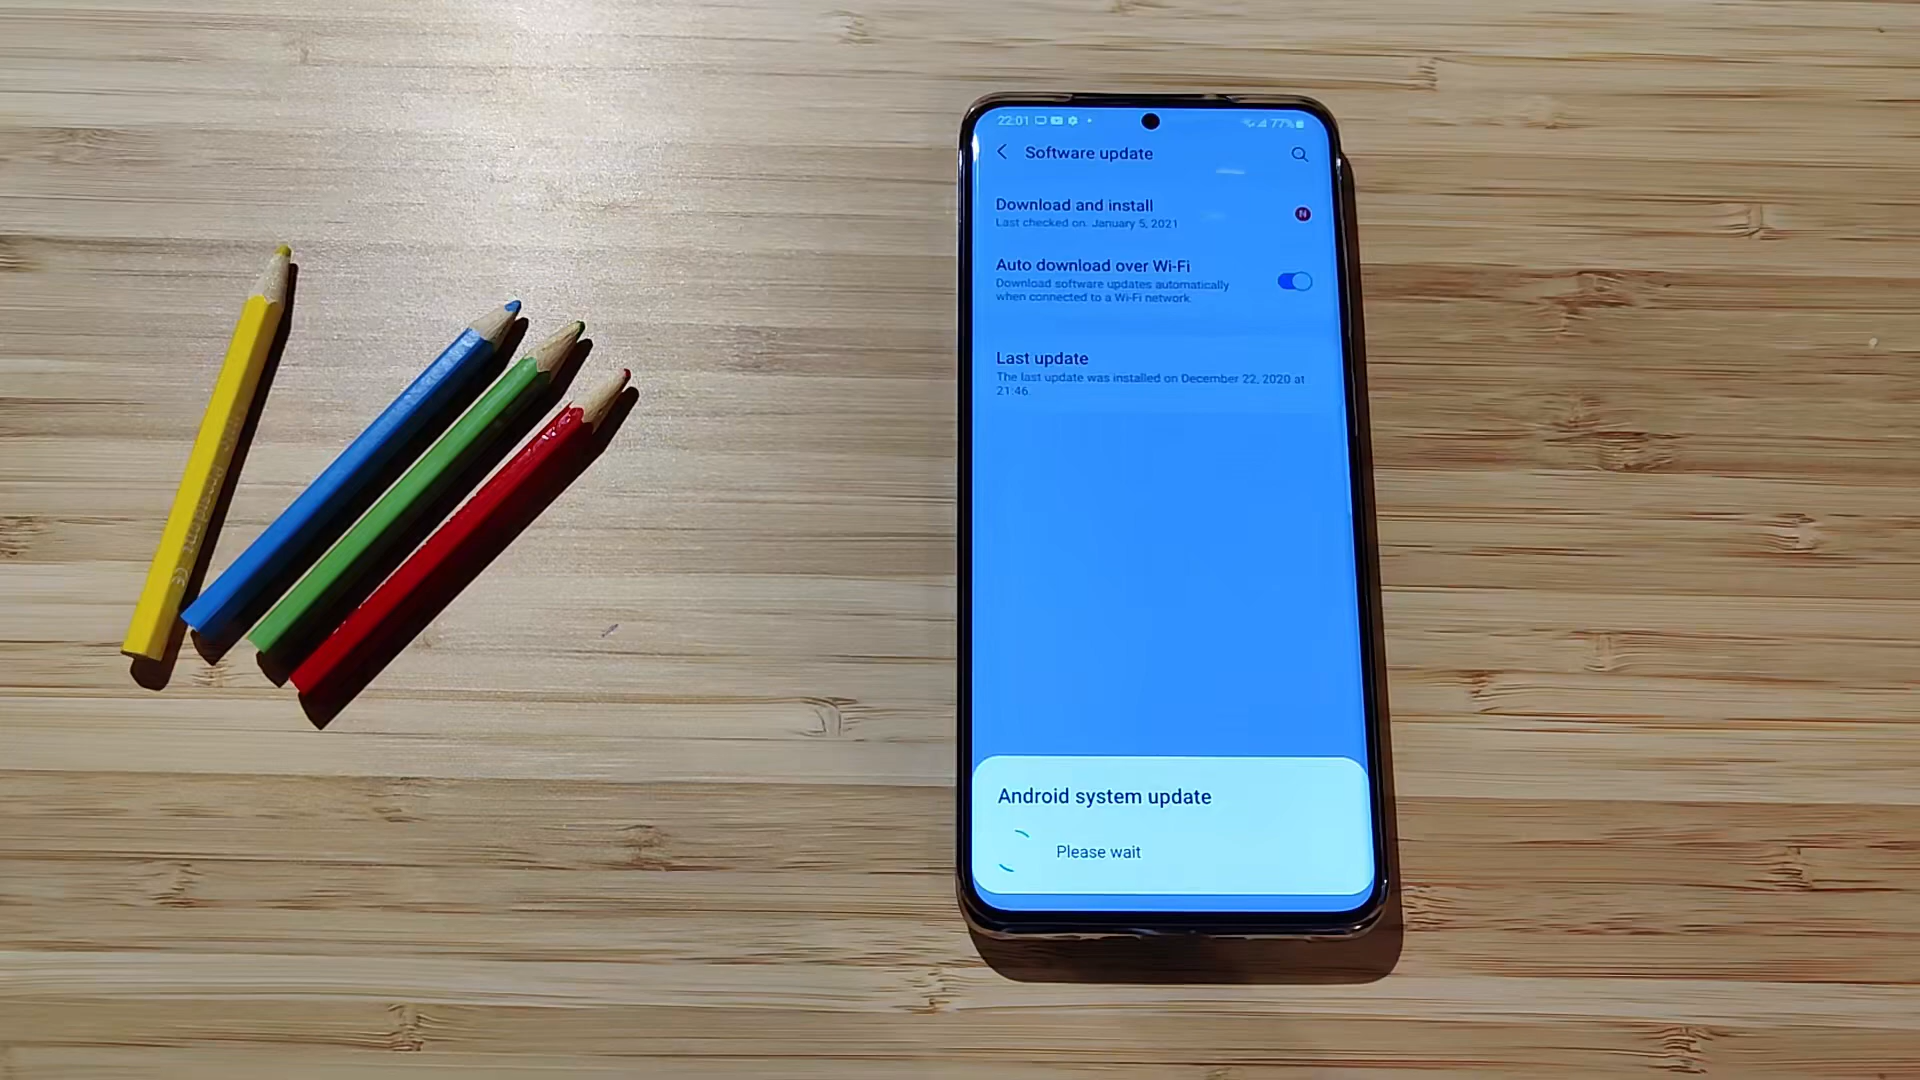 22:01
77%
Software update
Download and install
Last checked on: January 5, 2021
N
Auto download over Wi-Fi
Download software updates automatically
when connected to a Wi-Fi network.
Last update
The last update was installed on December 22, 2020 at
21:46.
Android system update
Please wait